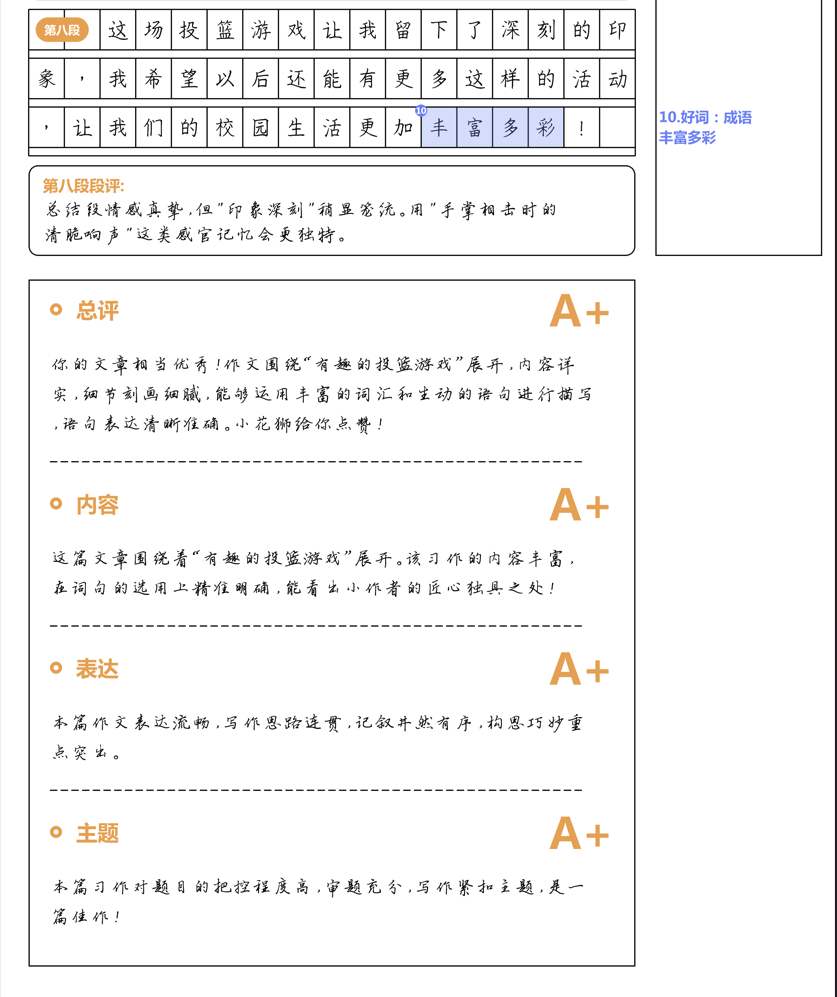 第八段 这场投篮游戏让我留下了深刻的印
象，我希望以后还能有更多这样的活动
，让我们的校园生活更加丰富多彩！
10
10.好词：成语
丰富多彩
第八段段评:
总结段情感真挚,但"印象深刻"稍显笼统。用"手掌相击时的
清脆响声"这类感官记忆会更独特。
总评 A+
你的文章相当优秀!作文围绕“有趣的投篮游戏”展开,内容详
实,细节刻画细腻,能够运用丰富的词汇和生动的语句进行描写
,语句表达清晰准确。小花狮给你点赞!
内容 A+
这篇文章围绕着“有趣的投篮游戏”展开。该习作的内容丰富,
在词句的选用上精准明确,能看出小作者的匠心独具之处!
表达 A+
本篇作文表达流畅,写作思路连贯,记叙井然有序,构思巧妙重
点突出。
主题 A+
本篇习作对题目的把控程度高,审题充分,写作紧扣主题,是一
篇佳作!